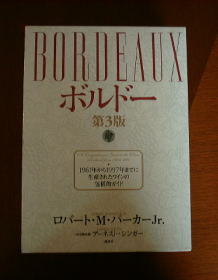 BORDEAUX
ボルドー
第3版
1961年から1997年までに
生産されたワインの
包括的ガイド
ロバート・M・パーカーJr.
アーネスト・シンガー